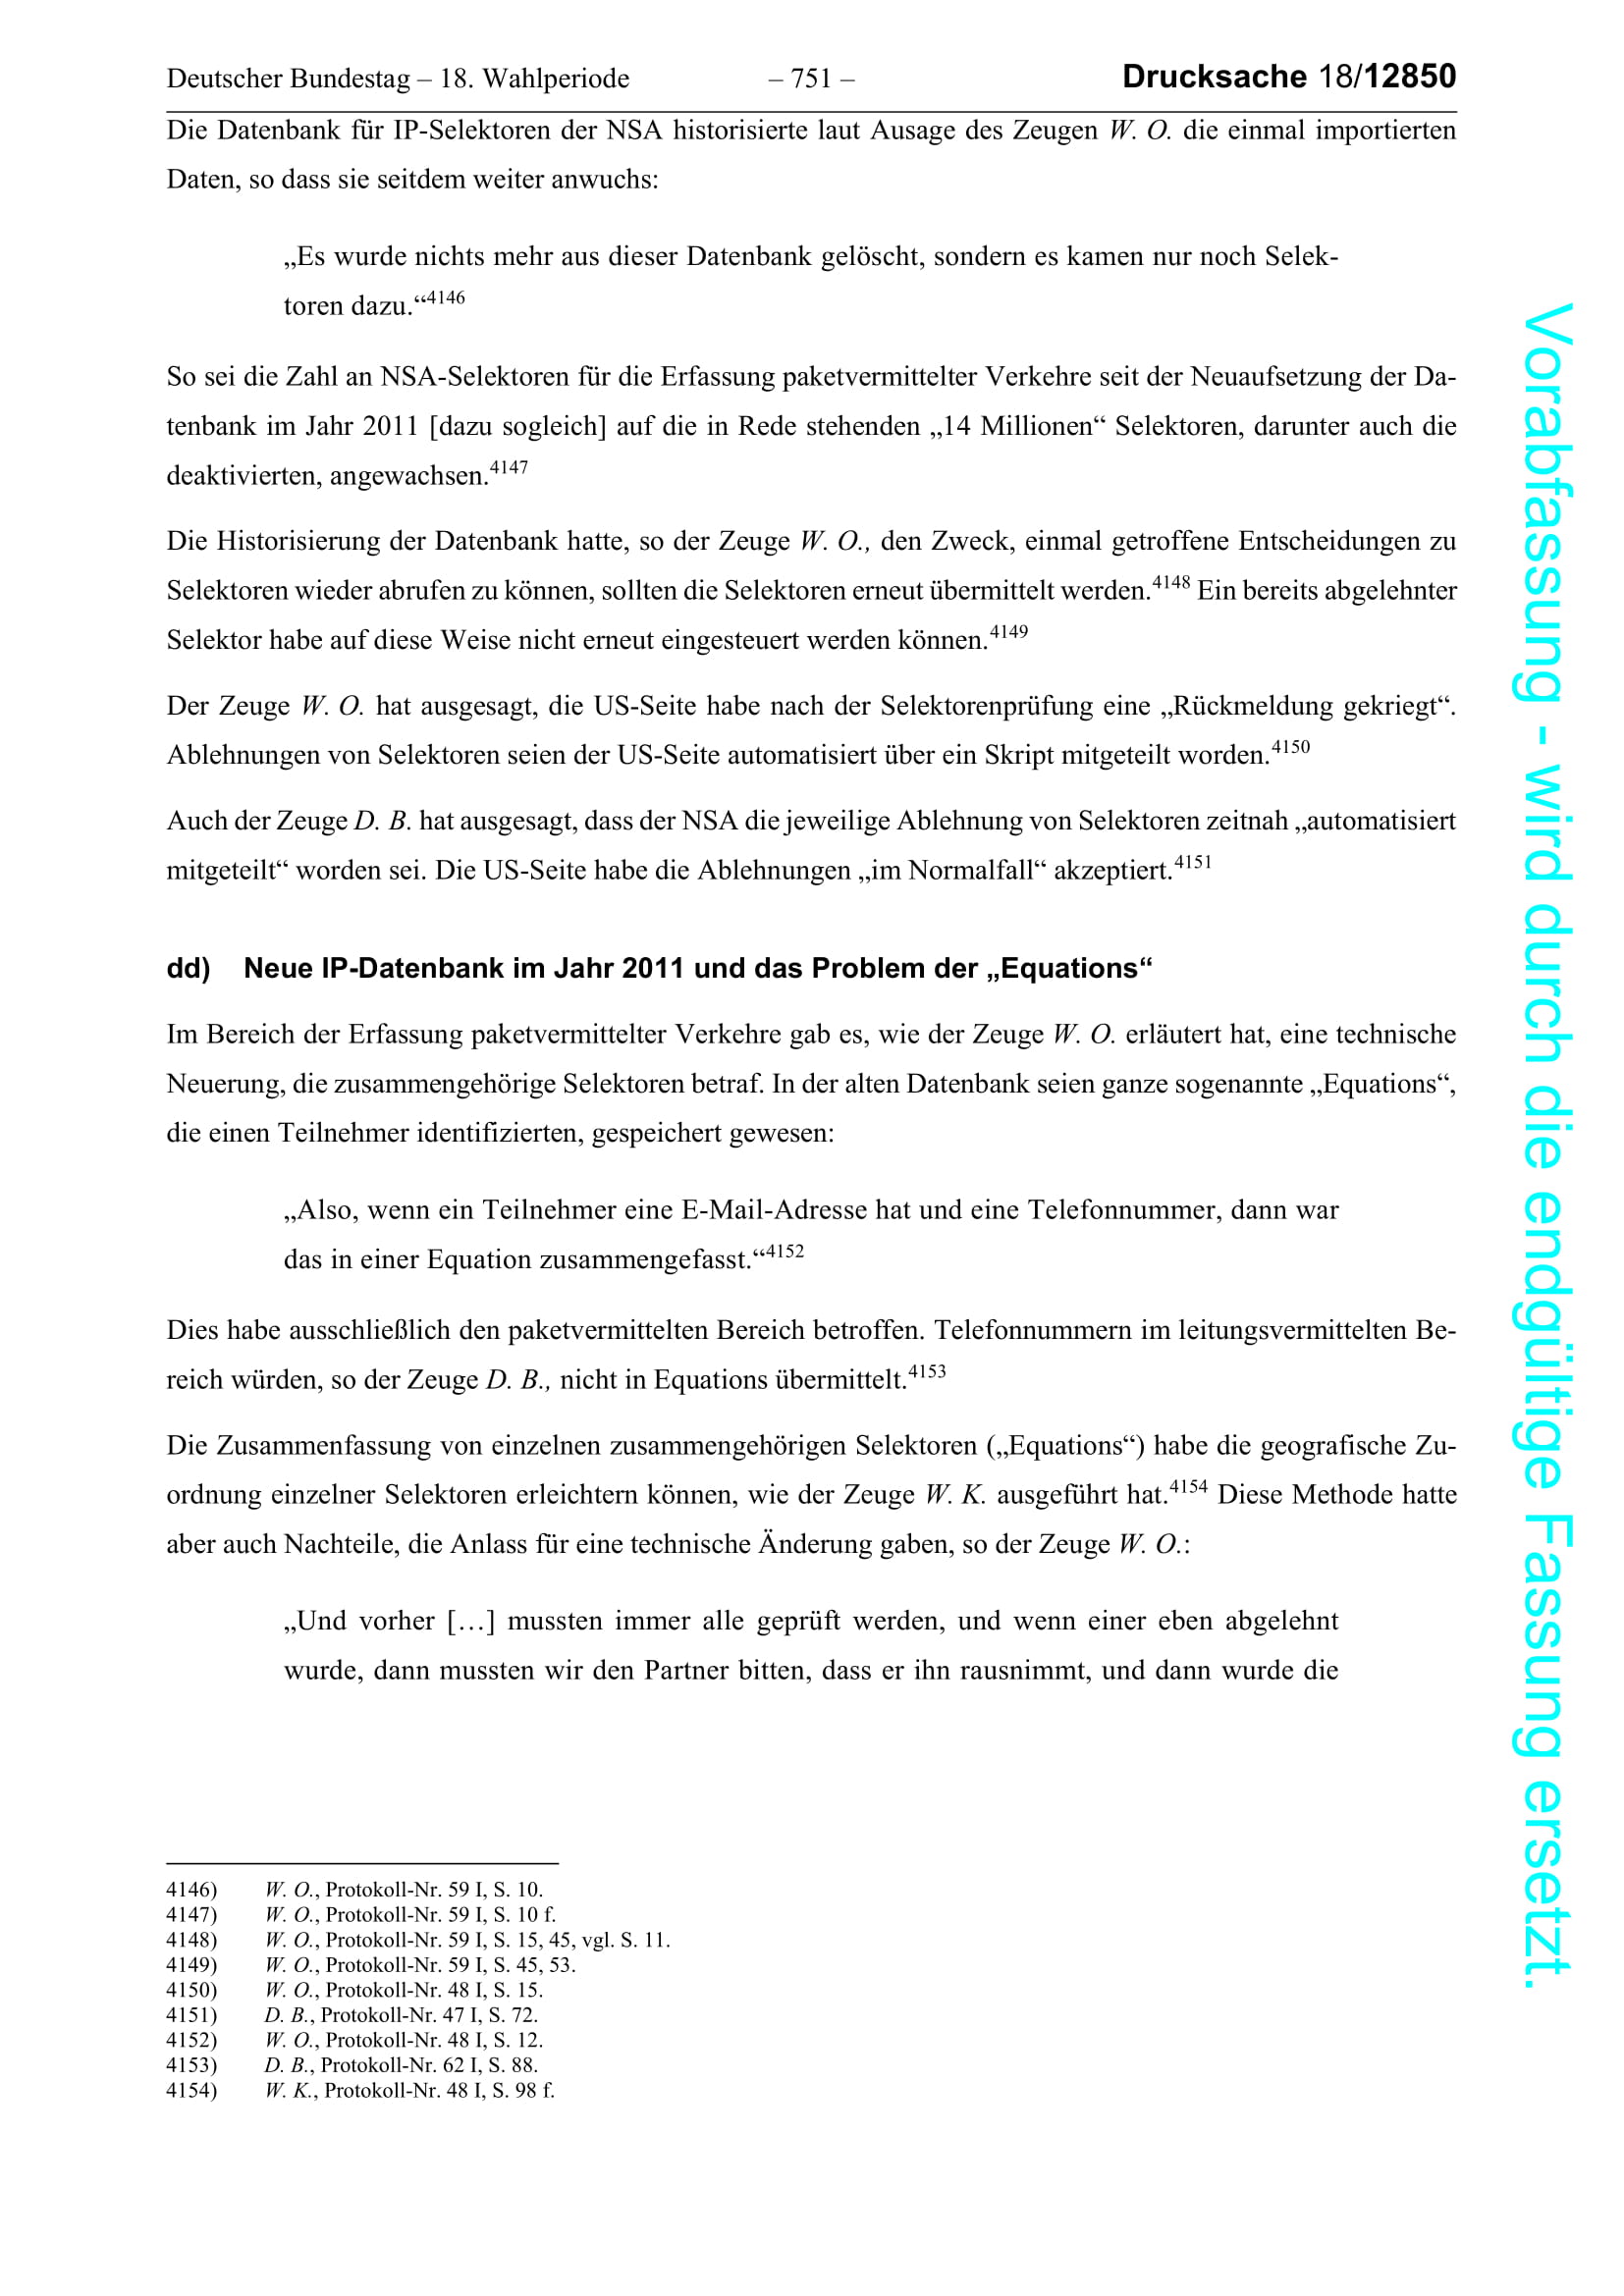 Deutscher Bundestag – 18. Wahlperiode – 751 – Drucksache 18/12850
Die Datenbank für IP-Selektoren der NSA historisierte laut Ausage des Zeugen W. O. die einmal importierten
Daten, so dass sie seitdem weiter anwuchs:
„Es wurde nichts mehr aus dieser Datenbank gelöscht, sondern es kamen nur noch Selek-
toren dazu.“4146
So sei die Zahl an NSA-Selektoren für die Erfassung paketvermittelter Verkehre seit der Neuaufsetzung der Da-
tenbank im Jahr 2011 [dazu sogleich] auf die in Rede stehenden „14 Millionen“ Selektoren, darunter auch die
deaktivierten, angewachsen.4147
Die Historisierung der Datenbank hatte, so der Zeuge W. O., den Zweck, einmal getroffene Entscheidungen zu
Selektoren wieder abrufen zu können, sollten die Selektoren erneut übermittelt werden.4148 Ein bereits abgelehnter
Selektor habe auf diese Weise nicht erneut eingesteuert werden können.4149
Der Zeuge W. O. hat ausgesagt, die US-Seite habe nach der Selektorenprüfung eine „Rückmeldung gekriegt“.
Ablehnungen von Selektoren seien der US-Seite automatisiert über ein Skript mitgeteilt worden.4150
Auch der Zeuge D. B. hat ausgesagt, dass der NSA die jeweilige Ablehnung von Selektoren zeitnah „automatisiert
mitgeteilt“ worden sei. Die US-Seite habe die Ablehnungen „im Normalfall“ akzeptiert.4151
dd) Neue IP-Datenbank im Jahr 2011 und das Problem der „Equations“
Im Bereich der Erfassung paketvermittelter Verkehre gab es, wie der Zeuge W. O. erläutert hat, eine technische
Neuerung, die zusammengehörige Selektoren betraf. In der alten Datenbank seien ganze sogenannte „Equations“,
die einen Teilnehmer identifizierten, gespeichert gewesen:
„Also, wenn ein Teilnehmer eine E-Mail-Adresse hat und eine Telefonnummer, dann war
das in einer Equation zusammengefasst.“4152
Dies habe ausschließlich den paketvermittelten Bereich betroffen. Telefonnummern im leitungsvermittelten Be-
reich würden, so der Zeuge D. B., nicht in Equations übermittelt.4153
Die Zusammenfassung von einzelnen zusammengehörigen Selektoren („Equations“) habe die geografische Zu-
ordnung einzelner Selektoren erleichtern können, wie der Zeuge W. K. ausgeführt hat.4154 Diese Methode hatte
aber auch Nachteile, die Anlass für eine technische Änderung gaben, so der Zeuge W. O.:
„Und vorher […] mussten immer alle geprüft werden, und wenn einer eben abgelehnt
wurde, dann mussten wir den Partner bitten, dass er ihn rausnimmt, und dann wurde die
4146) W. O., Protokoll-Nr. 59 I, S. 10.
4147) W. O., Protokoll-Nr. 59 I, S. 10 f.
4148) W. O., Protokoll-Nr. 59 I, S. 15, 45, vgl. S. 11.
4149) W. O., Protokoll-Nr. 59 I, S. 45, 53.
4150) W. O., Protokoll-Nr. 48 I, S. 15.
4151) D. B., Protokoll-Nr. 47 I, S. 72.
4152) W. O., Protokoll-Nr. 48 I, S. 12.
4153) D. B., Protokoll-Nr. 62 I, S. 88.
4154) W. K., Protokoll-Nr. 48 I, S. 98 f.
Vorabfassung - wird durch die endgültige Fassung ersetzt.